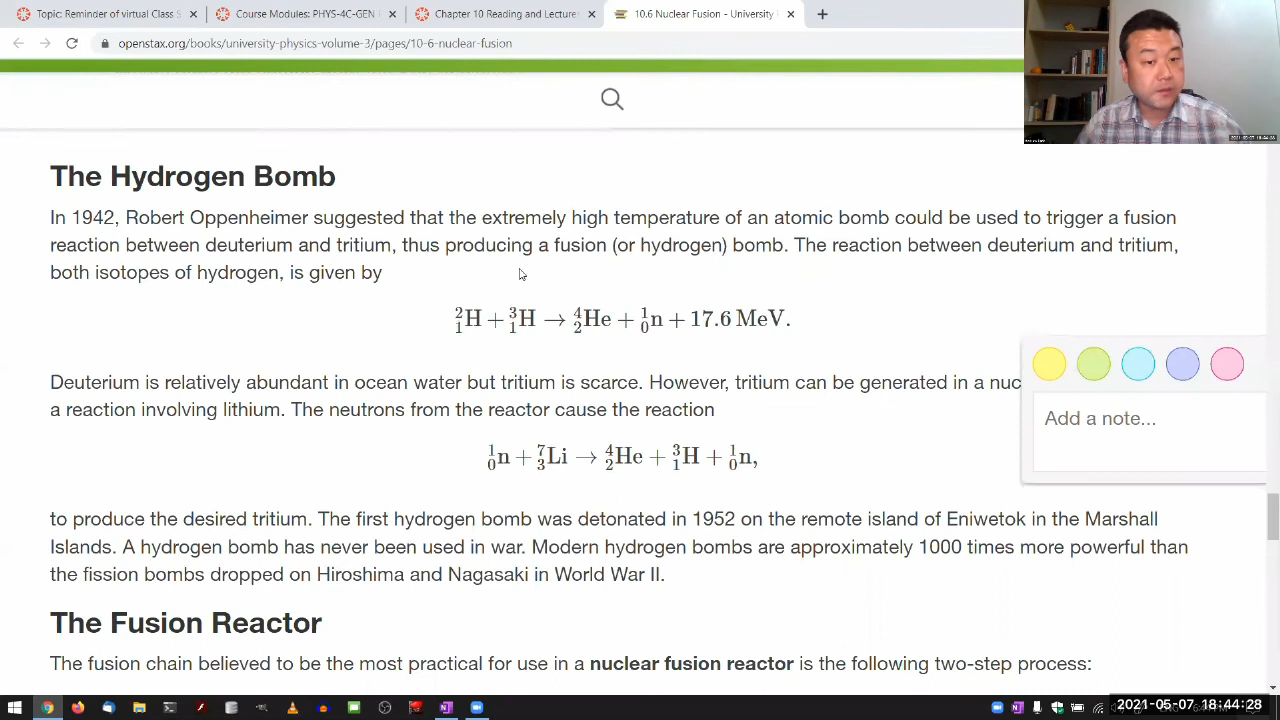 Topic: Reminder of virtual Class S
Course Modules: PHYS-4C-GEN
Chapter 10 Reading and Lecture
10.6 Nuclear Fusion - University
openstax.org/books/university-physics-volume-3/pages/10-6-nuclear-fusion
2021-05-07 18:44:28
The Hydrogen Bomb
In 1942, Robert Oppenheimer suggested that the extremely high temperature of an atomic bomb could be used to trigger a fusion
reaction between deuterium and tritium, thus producing a fusion (or hydrogen) bomb. The reaction between deuterium and tritium,
both isotopes of hydrogen, is given by
²₁H + ³₁H → ⁴₂He + ¹₀n + 17.6 MeV.
Deuterium is relatively abundant in ocean water but tritium is scarce. However, tritium can be generated in a nuc
a reaction involving lithium. The neutrons from the reactor cause the reaction
Add a note...
¹₀n + ⁷₃Li → ⁴₂He + ³₁H + ¹₀n,
to produce the desired tritium. The first hydrogen bomb was detonated in 1952 on the remote island of Eniwetok in the Marshall
Islands. A hydrogen bomb has never been used in war. Modern hydrogen bombs are approximately 1000 times more powerful than
the fission bombs dropped on Hiroshima and Nagasaki in World War II.
The Fusion Reactor
The fusion chain believed to be the most practical for use in a nuclear fusion reactor is the following two-step process:
2021-05-07 18:44:28